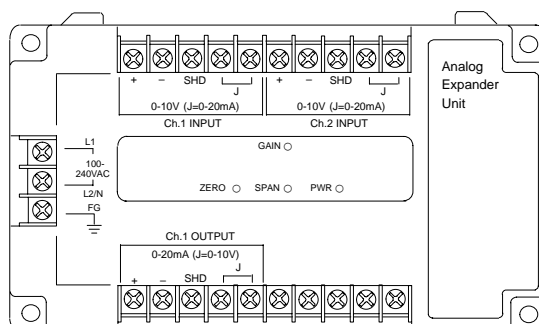 + – SHD J + – SHD J
0-10V (J=0-20mA) 0-10V (J=0-20mA)
Ch.1 INPUT Ch.2 INPUT
Analog
Expander
Unit
GAIN
ZERO SPAN PWR
L1
100-
240VAC
L2/N
FG
Ch.1 OUTPUT
0-20mA (J=0-10V)
+ – SHD J